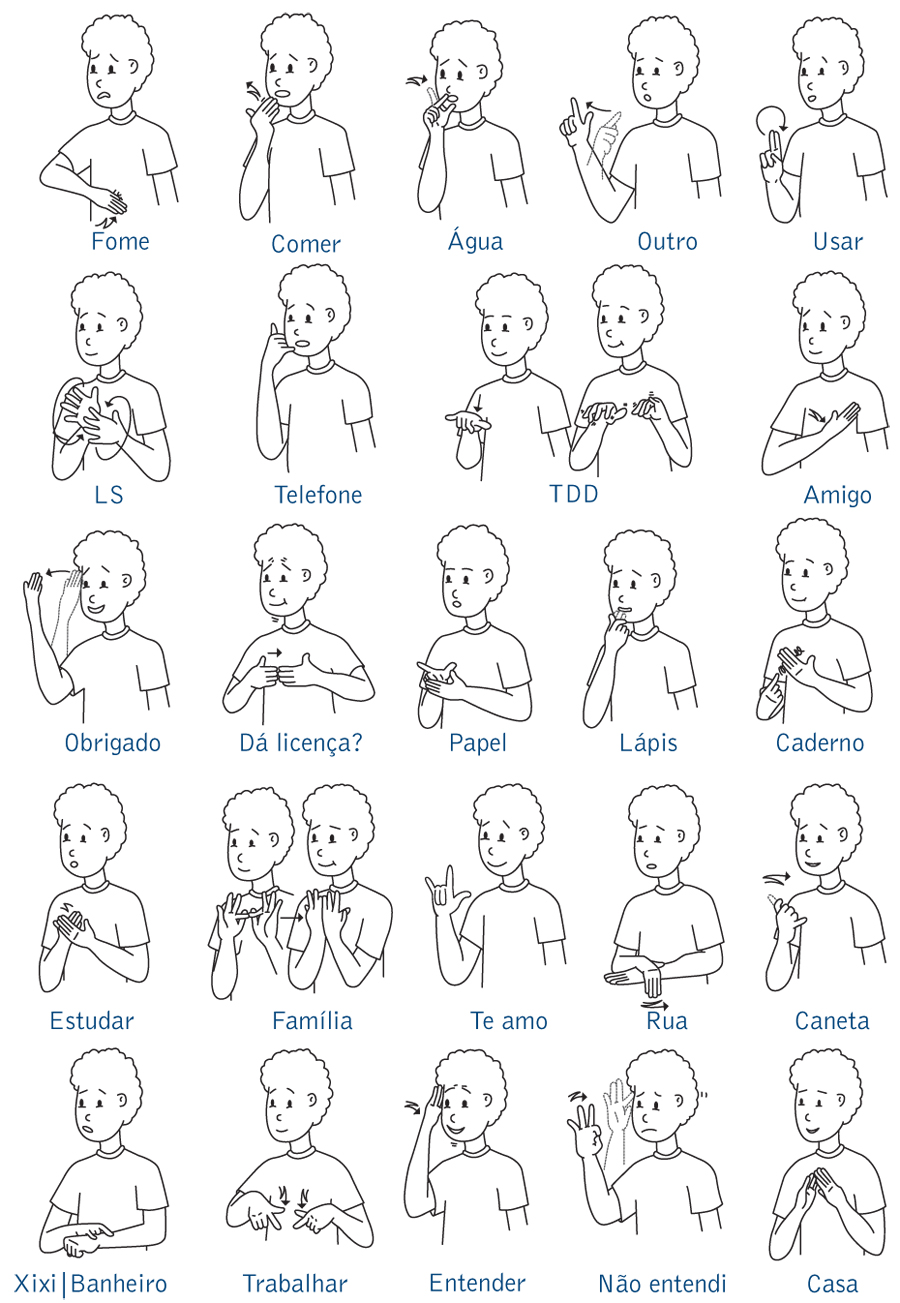 Fome Comer Água Outro Usar
LS Telefone TDD Amigo
Obrigado Dá licença? Papel Lápis Caderno
Estudar Família Te amo Rua Caneta
Xixi|Banheiro Trabalhar Entender Não entendi Casa